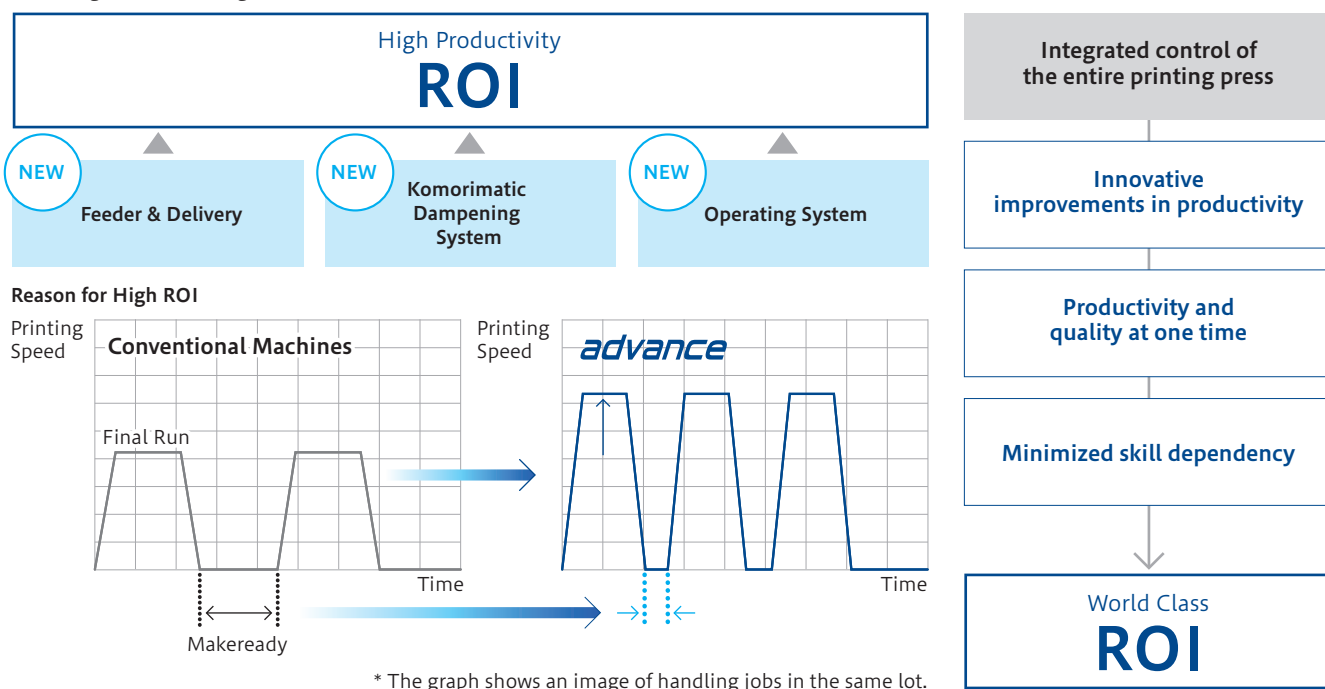 High Productivity
ROI
NEW
Feeder & Delivery
NEW
Komorimatic
Dampening
System
NEW
Operating System
Reason for High ROI
Printing
Speed
Conventional Machines
Final Run
Time
Makeready
Printing
Speed
advance
Time
* The graph shows an image of handling jobs in the same lot.
Integrated control of
the entire printing press
Innovative
improvements in productivity
Productivity and
quality at one time
Minimized skill dependency
World Class
ROI